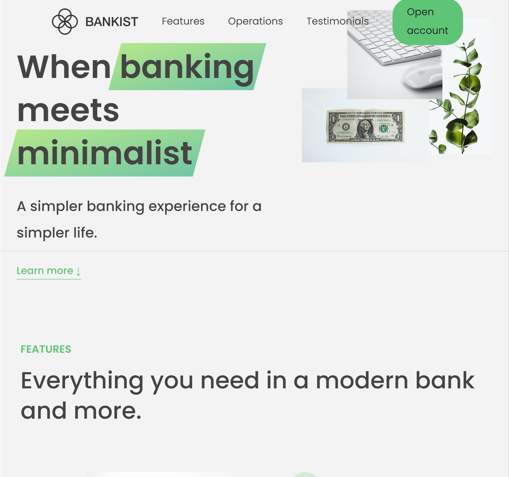 BANKIST
Features
Operations
Testimonials
Open
account
When banking
meets
minimalist
A simpler banking experience for a
simpler life.
Learn more ↓
FEATURES
Everything you need in a modern bank
and more.